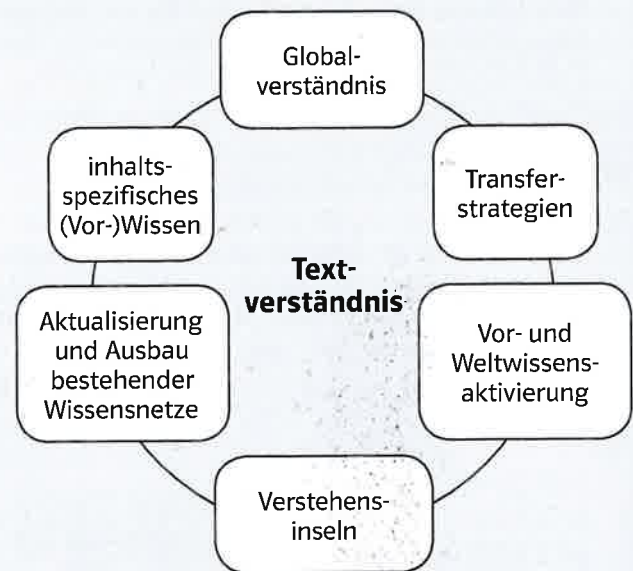 Global-
verständnis
inhalts-
spezifisches
(Vor-)Wissen
Transfer-
strategien
Text-
verständnis
Aktualisierung
und Ausbau
bestehender
Wissensnetze
Vor- und
Weltwissens-
aktivierung
Verstehens-
inseln